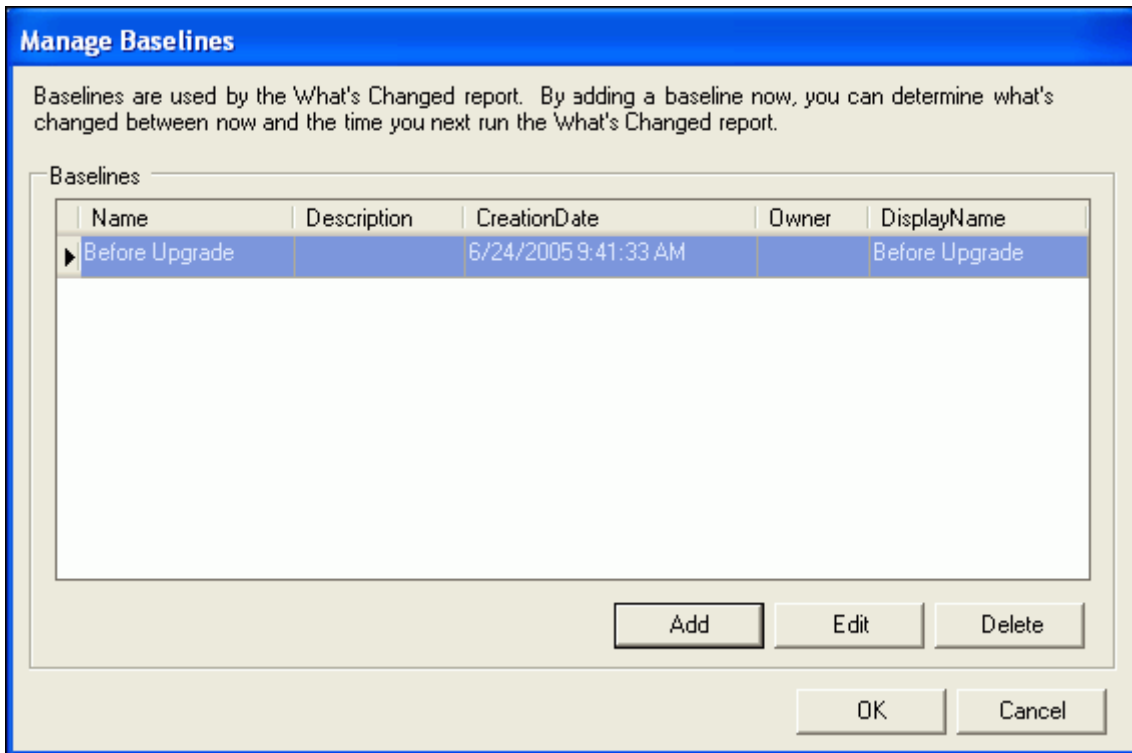 Manage Baselines
Baselines are used by the What's Changed report.  By adding a baseline now, you can determine what's
changed between now and the time you next run the What's Changed report.
Baselines
Name Description CreationDate Owner DisplayName
Before Upgrade 6/24/2005 9:41:33 AM Before Upgrade
Add Edit Delete
OK Cancel